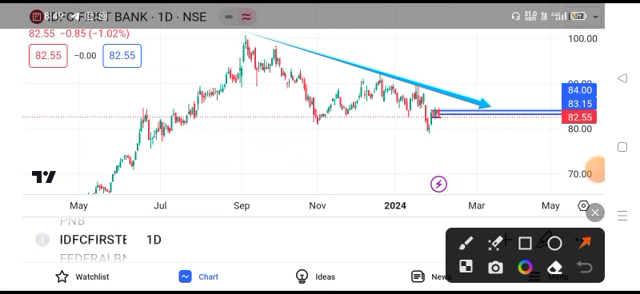 IDFC FIRST BANK · 1D · NSE
82.55 −0.85 (−1.02%)
82.55 −0.00 82.55
100.00
84.00
83.15
82.55
80.00
70.00
May Jul Sep Nov 2024 Mar May
PNB
IDFCFIRSTB 1D
FEDERALBN
Watchlist Chart Ideas News Menu